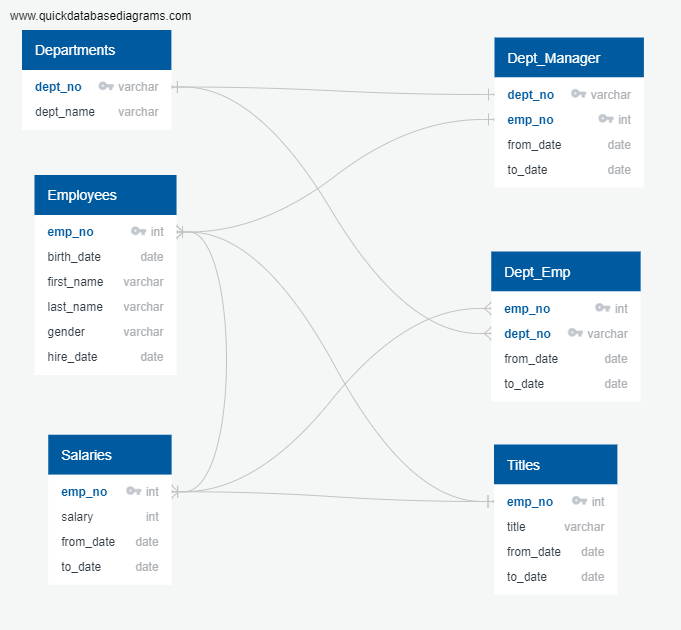 www.quickdatabasediagrams.com
Departments
dept_no varchar
dept_name varchar
Employees
emp_no int
birth_date date
first_name varchar
last_name varchar
gender varchar
hire_date date
Salaries
emp_no int
salary int
from_date date
to_date date
Dept_Manager
dept_no varchar
emp_no int
from_date date
to_date date
Dept_Emp
emp_no int
dept_no varchar
from_date date
to_date date
Titles
emp_no int
title varchar
from_date date
to_date date